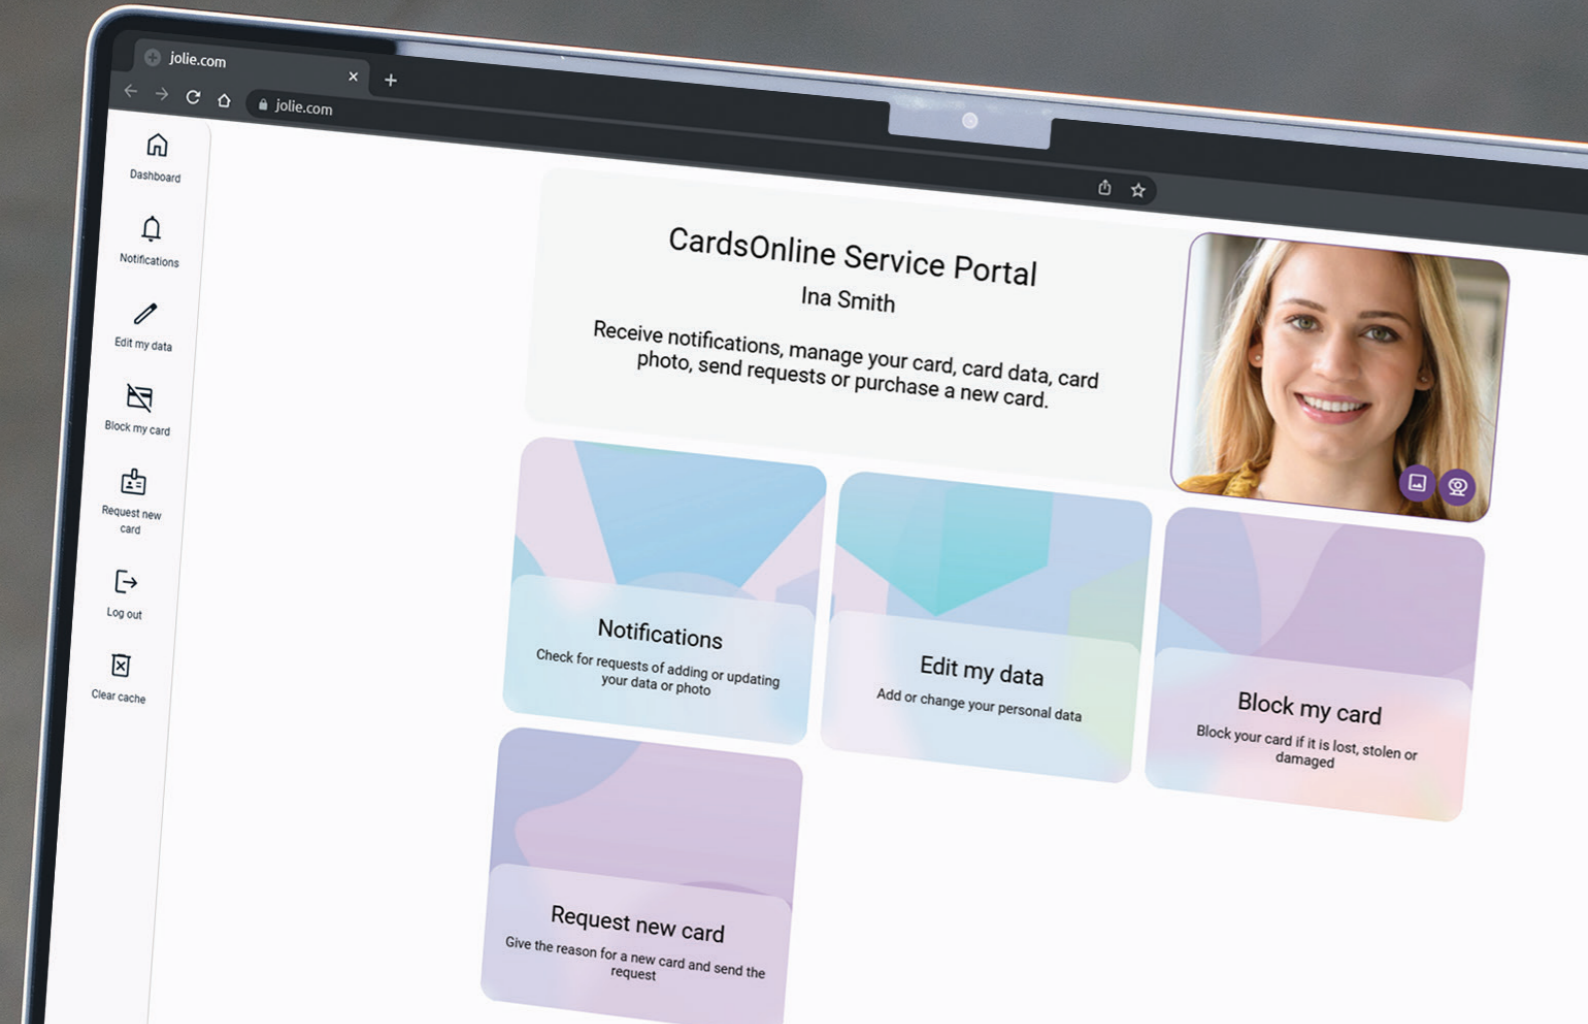 jolie.com
jolie.com
Dashboard
Notifications
Edit my data
Block my card
Request new
card
Log out
Clear cache
CardsOnline Service Portal
Ina Smith
Receive notifications, manage your card, card data, card
photo, send requests or purchase a new card.
Notifications
Check for requests of adding or updating
your data or photo
Edit my data
Add or change your personal data
Block my card
Block your card if it is lost, stolen or
damaged
Request new card
Give the reason for a new card and send the
request